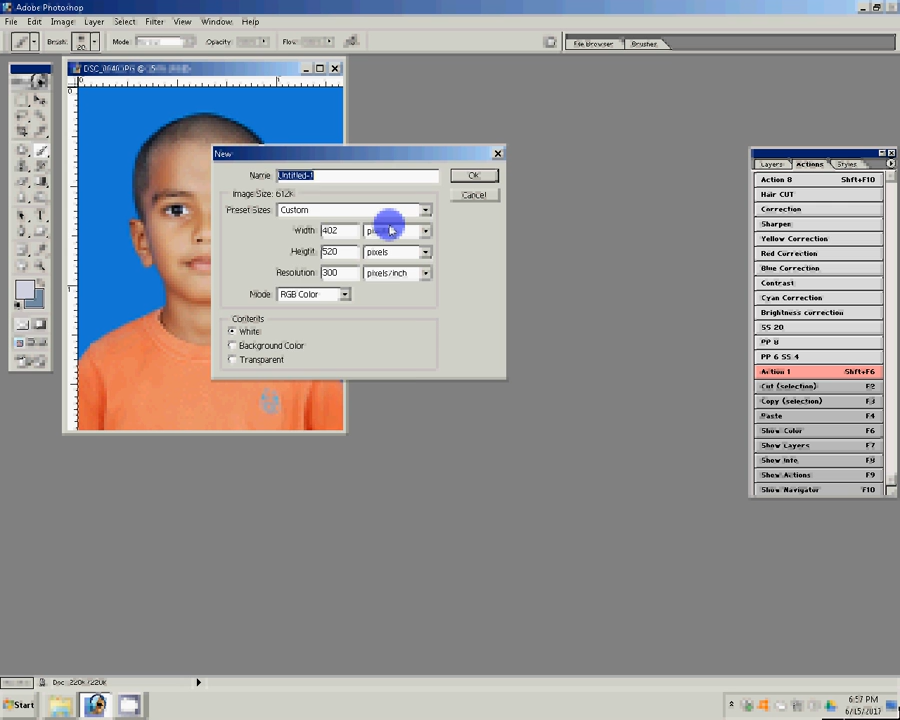 Adobe Photoshop
File Edit Image Layer Select Filter View Window Help
Brush: 20 Mode: Opacity: Flow: File Browser Brushes
New
Name: Untitled-1 OK
Image Size: 612K Cancel
Preset Sizes: Custom
Width: 402
Height: 520 pixels
Resolution: 300 pixels/inch
Mode: RGB Color
Contents
White
Background Color
Transparent
Layers Actions Styles
Action 8 Shft+F10
Hair CUT
Correction
Sharpen
Yellow Correction
Red Correction
Blue Correction
Contrast
Cyan Correction
Brightness correction
SS 20
PP 8
PP 6 SS 4
Action 1 Shft+F6
Cut (selection) F2
Copy (selection) F3
Paste F4
Show Color F6
Show Layers F7
Show Info F8
Show Actions F9
Show Navigator F10
Doc: 220K/220K
Start
6:57 PM
6/15/2017